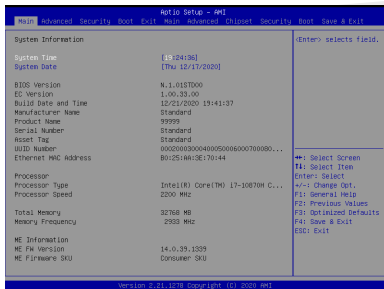 Aptio Setup - AMI
Main Advanced Security Boot Exit Main Advanced Chipset Security Boot Save & Exit
System Information
<Enter> selects field.
System Time [19:24:36]
System Date [Thu 12/17/2020]
BIOS Version N.1.01STD00
EC Version 1.00.33.00
Build Date and Time 12/21/2020 19:41:37
Manufacturer Name Standard
Product Name 99999
Serial Number Standard
Asset Tag Standard
UUID Number 00020003000400050006000700080...
Ethernet MAC Address B0:25:AA:3E:70:44
Processor
Processor Type Intel(R) Core(TM) i7-10870H C...
Processor Speed 2200 MHz
Total Memory 32768 MB
Memory Frequency 2933 MHz
ME Information
ME FW Version 14.0.39.1339
ME Firmware SKU Consumer SKU
→←: Select Screen
↑↓: Select Item
Enter: Select
+/-: Change Opt.
F1: General Help
F2: Previous Values
F3: Optimized Defaults
F4: Save & Exit
ESC: Exit
Version 2.21.1278 Copyright (C) 2020 AMI